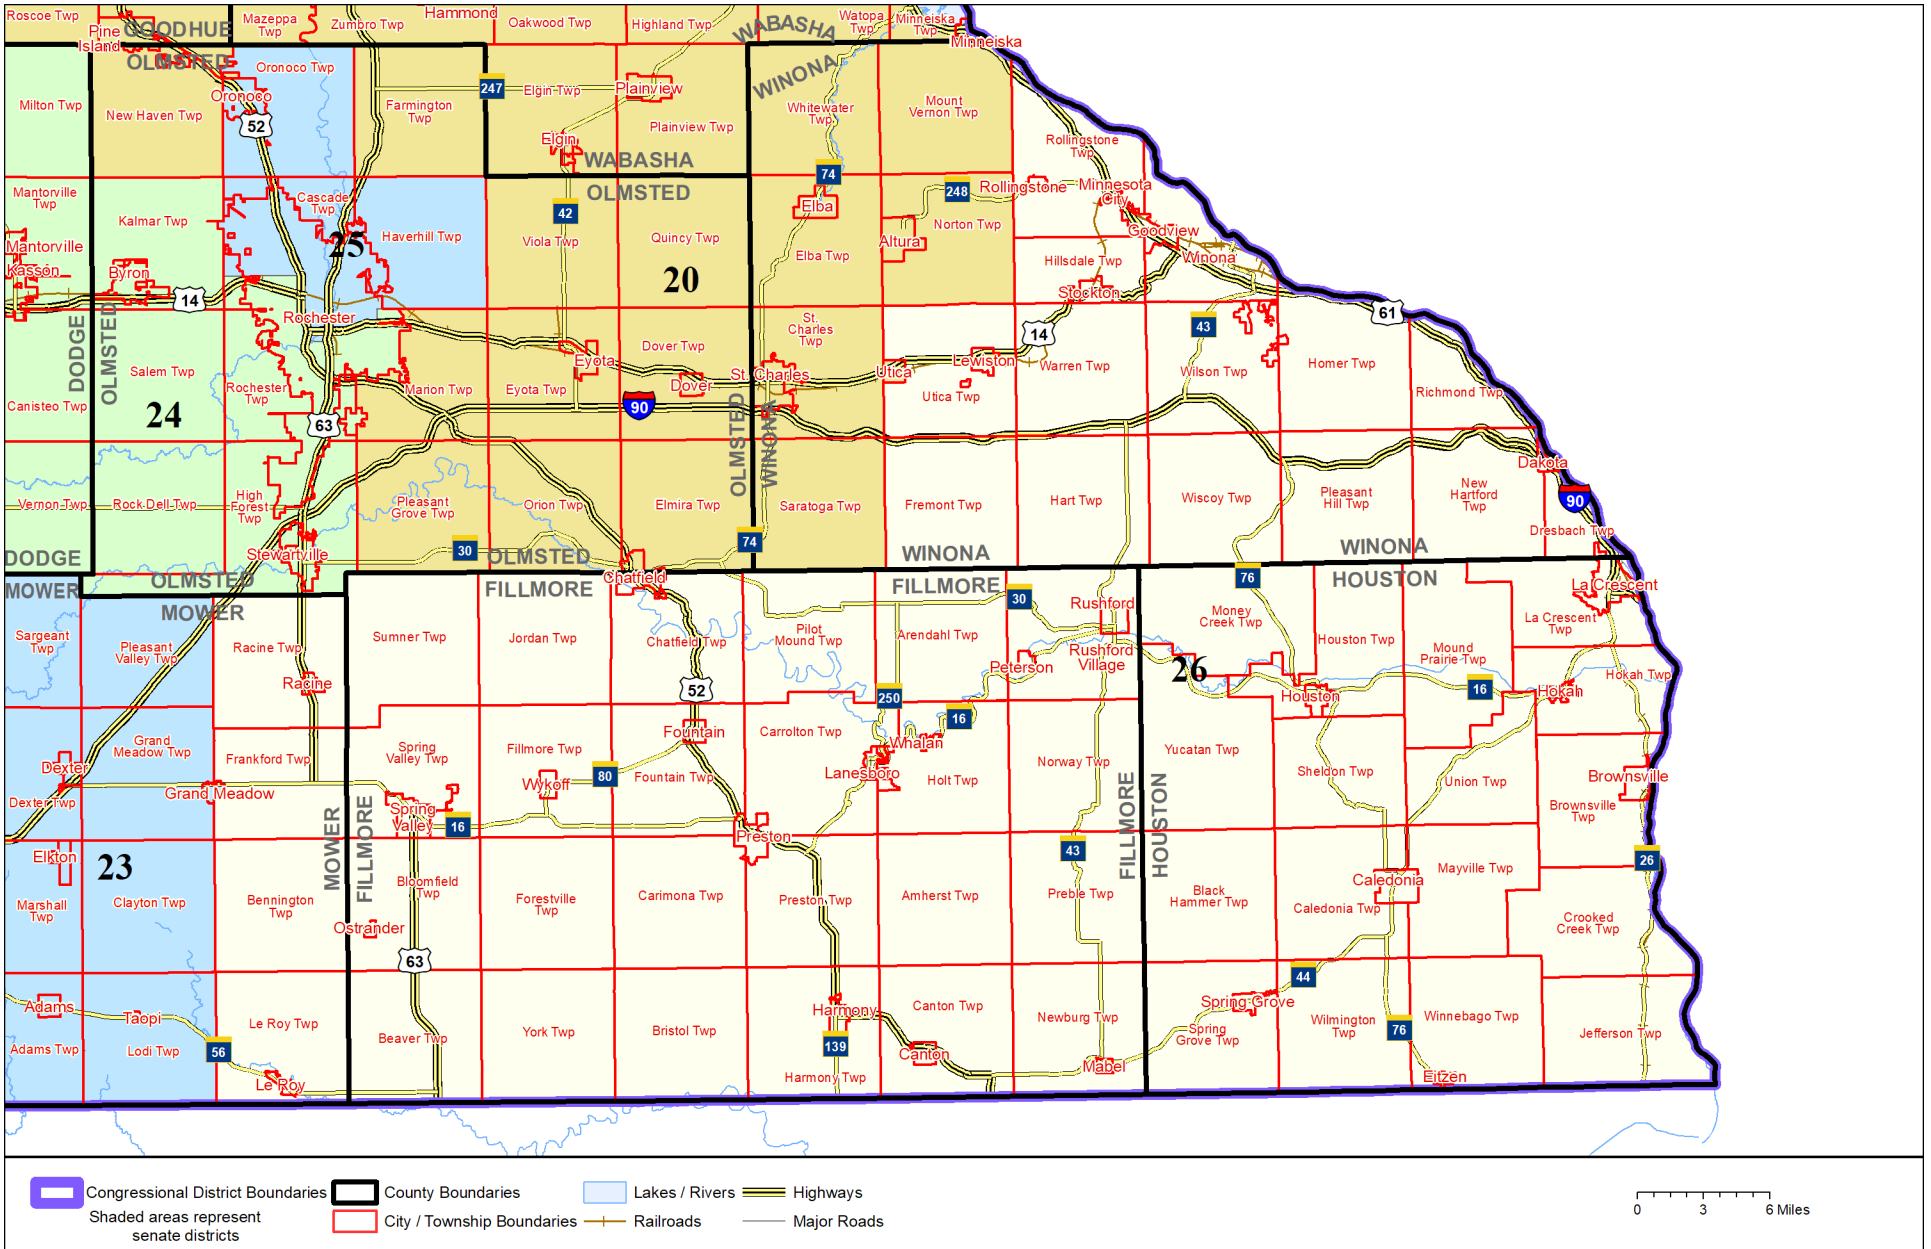 Roscoe Twp
Pine
Island
GOODHUE
OLMSTED
Mazeppa
Twp
Zumbro Twp
Hammond
Oakwood Twp
Highland Twp
WABASHA
WINONA
Watopa
Twp
Minneiska
Twp
Minneiska
Milton Twp
New Haven Twp
Oronoco Twp
Oronoco
52
Farmington
Twp
247
Elgin Twp
Plainview
Plainview Twp
Elgin
WABASHA
OLMSTED
Whitewater
Twp
Mount
Vernon Twp
Rollingstone
Twp
74
248
Rollingstone
Minnesota
City
Mantorville
Twp
Kalmar Twp
Cascade
Twp
25
Haverhill Twp
42
Viola Twp
Quincy Twp
20
Elba
Elba Twp
Altura
Norton Twp
Goodview
Winona
Hillsdale Twp
Stockton
Mantorville
Kasson
Byron
14
Rochester
DODGE
OLMSTED
St.
Charles
Twp
14
43
61
Salem Twp
Rochester
Twp
Marion Twp
Eyota
Eyota Twp
Dover Twp
Dover
St. Charles
Utica
Lewiston
Utica Twp
Warren Twp
Wilson Twp
Homer Twp
Richmond Twp
Canisteo Twp
24
63
90
OLMSTED
WINONA
Dakota
90
Vernon Twp
Rock Dell Twp
High
Forest
Twp
Pleasant
Grove Twp
Orion Twp
Elmira Twp
Saratoga Twp
Fremont Twp
Hart Twp
Wiscoy Twp
Pleasant
Hill Twp
New
Hartford
Twp
Dresbach Twp
Stewartville
30
74
DODGE
MOWER
OLMSTED
MOWER
OLMSTED
FILLMORE
Chatfield
WINONA
FILLMORE
WINONA
HOUSTON
76
La Crescent
Sargeant
Twp
Pleasant
Valley Twp
Racine Twp
Sumner Twp
Jordan Twp
Chatfield Twp
Pilot
Mound Twp
Arendahl Twp
30
Rushford
Rushford
Village
Money
Creek Twp
Houston Twp
Mound
Prairie Twp
La Crescent
Twp
Racine
52
250
16
Peterson
26
Houston
16
Hokah
Hokah Twp
Grand
Meadow Twp
Frankford Twp
Spring
Valley Twp
Fillmore Twp
Fountain
Fountain Twp
Carrolton Twp
Whalan
Lanesboro
Holt Twp
Norway Twp
Yucatan Twp
Sheldon Twp
Union Twp
Brownsville
Brownsville
Twp
Dexter
Dexter Twp
Grand Meadow
Spring
Valley
16
Wykoff
80
Preston
MOWER
FILLMORE
FILLMORE
HOUSTON
Elkton
23
43
26
Marshall
Twp
Clayton Twp
Bennington
Twp
Bloomfield
Twp
Forestville
Twp
Carimona Twp
Preston Twp
Amherst Twp
Preble Twp
Black
Hammer Twp
Caledonia
Caledonia Twp
Mayville Twp
Crooked
Creek Twp
Ostrander
63
44
Adams
Taopi
Adams Twp
Lodi Twp
56
Le Roy Twp
Le Roy
Beaver Twp
York Twp
Bristol Twp
Harmony
139
Harmony Twp
Canton Twp
Canton
Newburg Twp
Mabel
Spring Grove
Spring
Grove Twp
Wilmington
Twp
76
Winnebago Twp
Eitzen
Jefferson Twp
Congressional District Boundaries
Shaded areas represent
senate districts
County Boundaries
City / Township Boundaries
Lakes / Rivers
Railroads
Highways
Major Roads
0 3 6 Miles